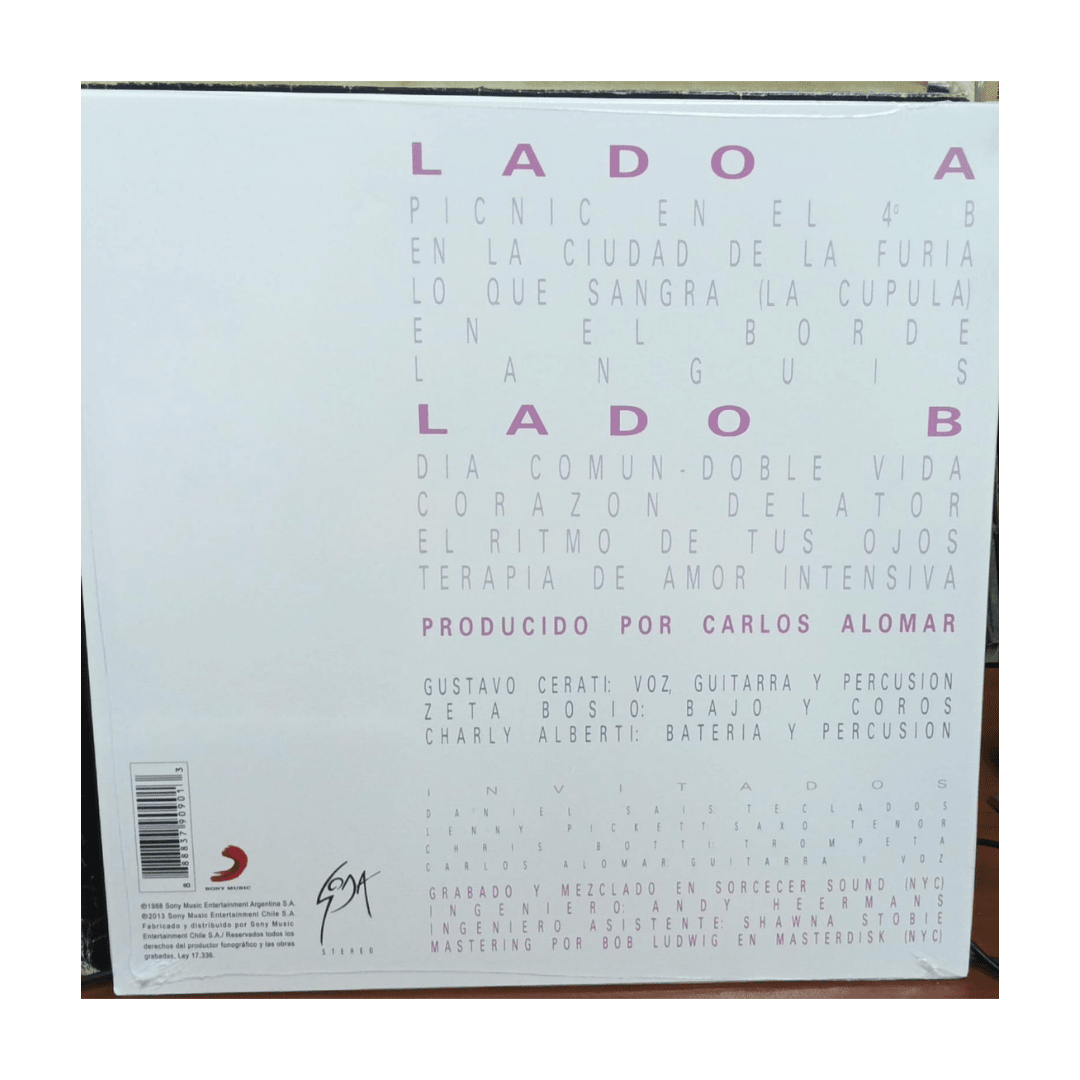 LADO A
PICNIC EN EL 4º B
EN LA CIUDAD DE LA FURIA
LO QUE SANGRA (LA CUPULA)
EN EL BORDE
LANGUIS
LADO B
DIA COMUN-DOBLE VIDA
CORAZON DELATOR
EL RITMO DE TUS OJOS
TERAPIA DE AMOR INTENSIVA
PRODUCIDO POR CARLOS ALOMAR
GUSTAVO CERATI: VOZ, GUITARRA Y PERCUSION
ZETA BOSIO: BAJO Y COROS
CHARLY ALBERTI: BATERIA Y PERCUSION
INVITADOS
DANIEL SAIS: TECLADOS
LENNY PICKETT: SAXO TENOR
CHRIS BOTTI: TROMPETA
CARLOS ALOMAR: GUITARRA Y VOZ
GRABADO Y MEZCLADO EN SORCECER SOUND (NYC)
INGENIERO: ANDY HEERMANS
INGENIERO ASISTENTE: SHAWNA STOBIE
MASTERING POR BOB LUDWIG EN MASTERDISK (NYC)
8 88837 90901 3
SONY MUSIC
℗1988 Sony Music Entertainment Argentina S.A.
©2013 Sony Music Entertainment Chile S.A.
Fabricado y distribuido por Sony Music
Entertainment Chile S.A./ Reservados todos los
derechos del productor fonográfico y las obras
grabadas. Ley 17.336.
SODA
STEREO